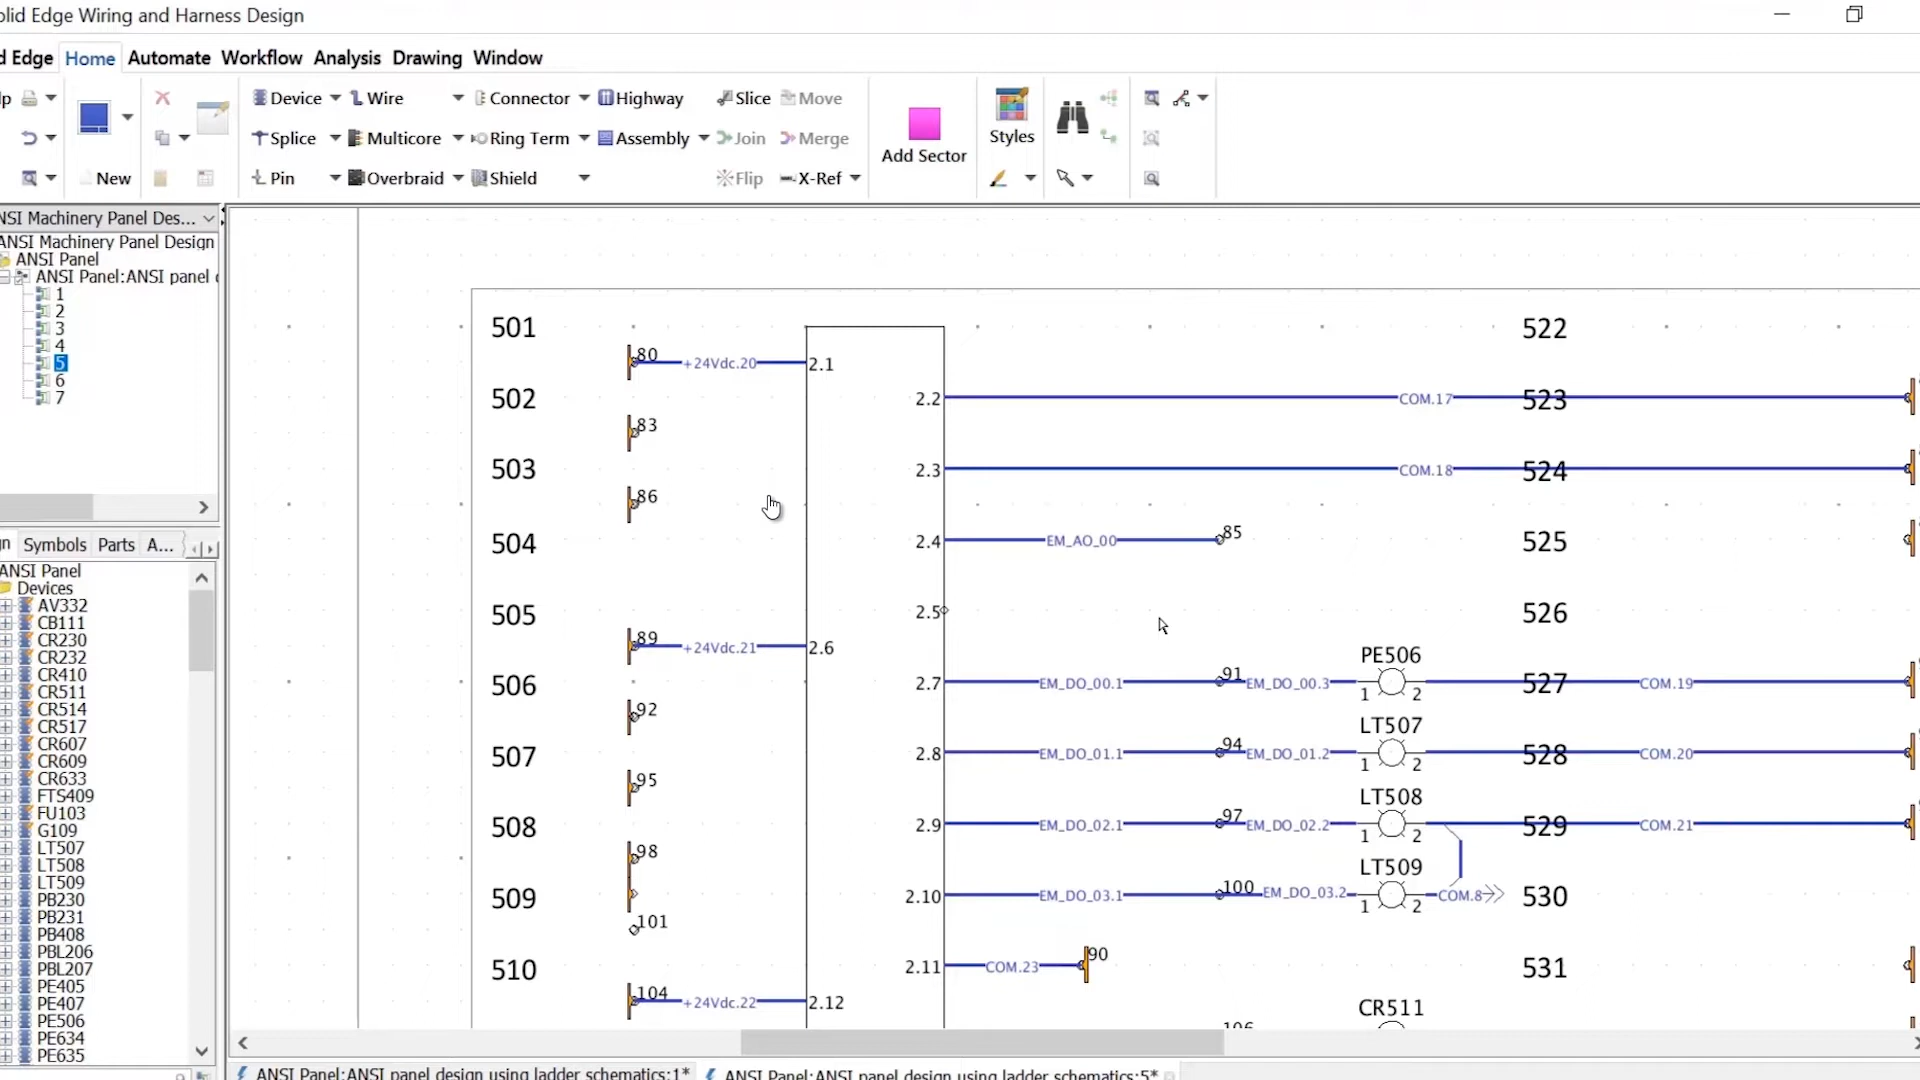 olid Edge Wiring and Harness Design
d Edge Home Automate Workflow Analysis Drawing Window
lp Device Wire Connector Highway Slice Move
Splice Multicore Ring Term Assembly Join Merge
New Pin Overbraid Shield Flip X-Ref
Add Sector
Styles
NSI Machinery Panel Des...
ANSI Machinery Panel Design
ANSI Panel
ANSI Panel:ANSI panel
1
2
3
4
5
6
7
Symbols Parts A...
ANSI Panel
Devices
AV332
CB111
CR230
CR232
CR410
CR511
CR514
CR517
CR607
CR609
CR633
FTS409
FU103
G109
LT507
LT508
LT509
PB230
PB231
PB408
PBL206
PBL207
PE405
PE407
PE506
PE634
PE635
501 522
80 +24Vdc.20 2.1
502 2.2 COM.17 523
83
503 2.3 COM.18 524
86
504 2.4 EM_AO_00 85 525
505 2.5 526
89 +24Vdc.21 2.6
PE506
506 2.7 EM_DO_00.1 91 EM_DO_00.3 1 2 527 COM.19
92
LT507
507 2.8 EM_DO_01.1 94 EM_DO_01.2 1 2 528 COM.20
95
LT508
508 2.9 EM_DO_02.1 97 EM_DO_02.2 1 2 529 COM.21
98
LT509
509 2.10 EM_DO_03.1 100 EM_DO_03.2 1 2 COM.8 530
101
510 2.11 COM.23 90 531
104 +24Vdc.22 2.12
CR511
106
ANSI Panel:ANSI panel design using ladder schematics:1* ANSI Panel:ANSI panel design using ladder schematics:5*